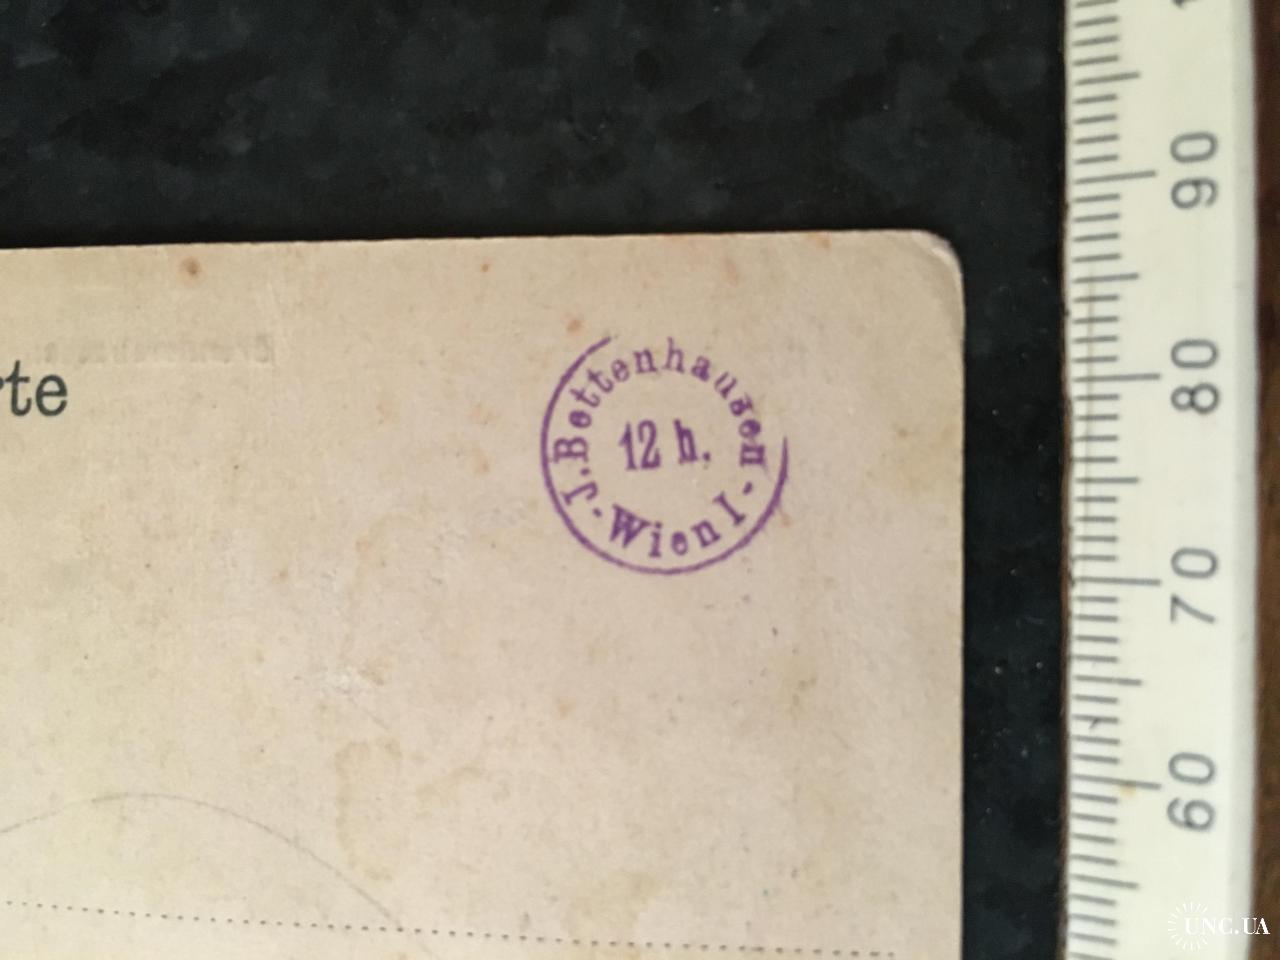 rte
J. Bettenhausen
12 h.
- Wien I -
90
80
70
60
UNC.UA